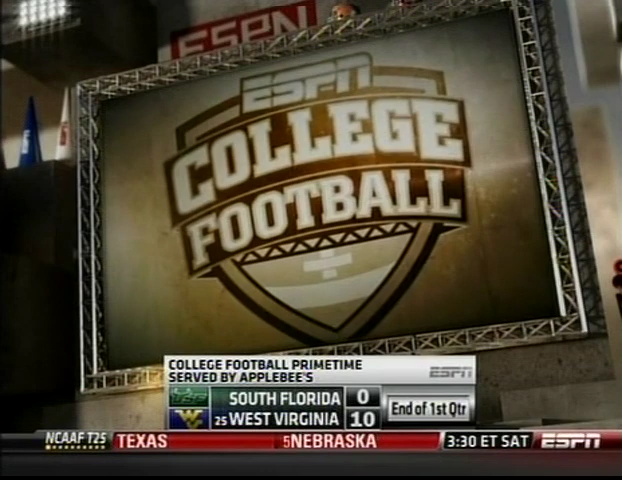 ESPN
ESPN
COLLEGE
FOOTBALL
COLLEGE FOOTBALL PRIMETIME
SERVED BY APPLEBEE'S
ESPN
SOUTH FLORIDA 0
25 WEST VIRGINIA 10
End of 1st Qtr
NCAAF T25 TEXAS 5 NEBRASKA 3:30 ET SAT ESPN